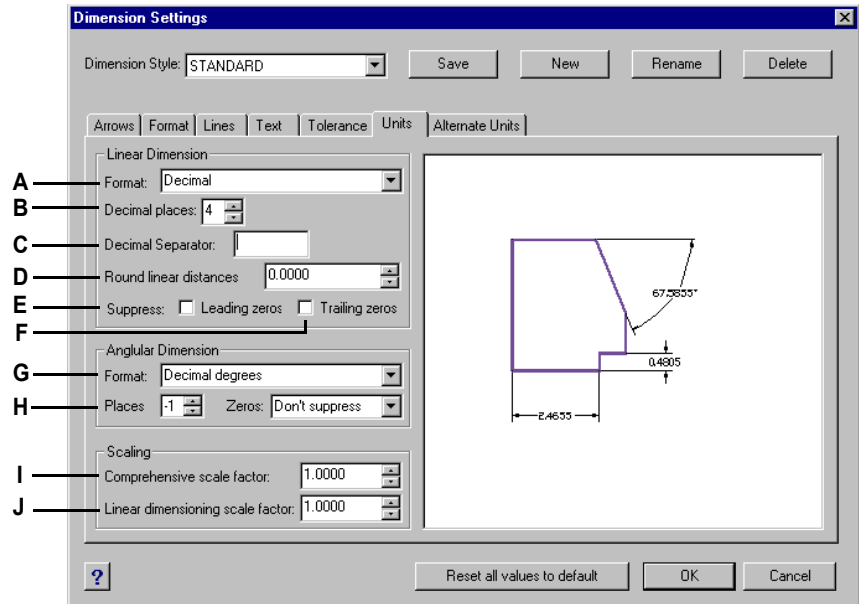 Dimension Settings
Dimension Style: STANDARD Save New Rename Delete
Arrows Format Lines Text Tolerance Units Alternate Units
Linear Dimension
A Format: Decimal
B Decimal places: 4
C Decimal Separator:
D Round linear distances 0.0000
E Suppress: Leading zeros Trailing zeros
F
Anglular Dimension
G Format: Decimal degrees
H Places -1 Zeros: Don't suppress
Scaling
I Comprehensive scale factor: 1.0000
J Linear dimensioning scale factor: 1.0000
67.5655°
0.4805
2.4655
? Reset all values to default OK Cancel